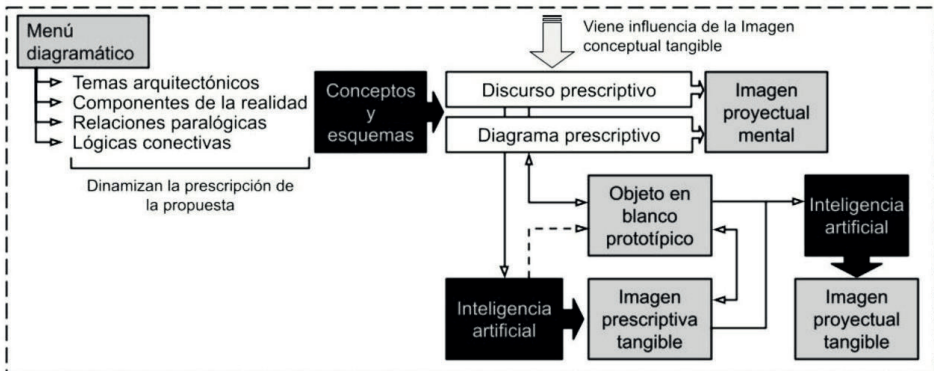 Menú
diagramático
Temas arquitectónicos
Componentes de la realidad
Relaciones paralógicas
Lógicas conectivas
Dinamizan la prescripción de
la propuesta
Conceptos
y
esquemas
Viene influencia de la Imagen
conceptual tangible
Discurso prescriptivo
Diagrama prescriptivo
Imagen
proyectual
mental
Objeto en
blanco
prototípico
Inteligencia
artificial
Inteligencia
artificial
Imagen
prescriptiva
tangible
Imagen
proyectual
tangible